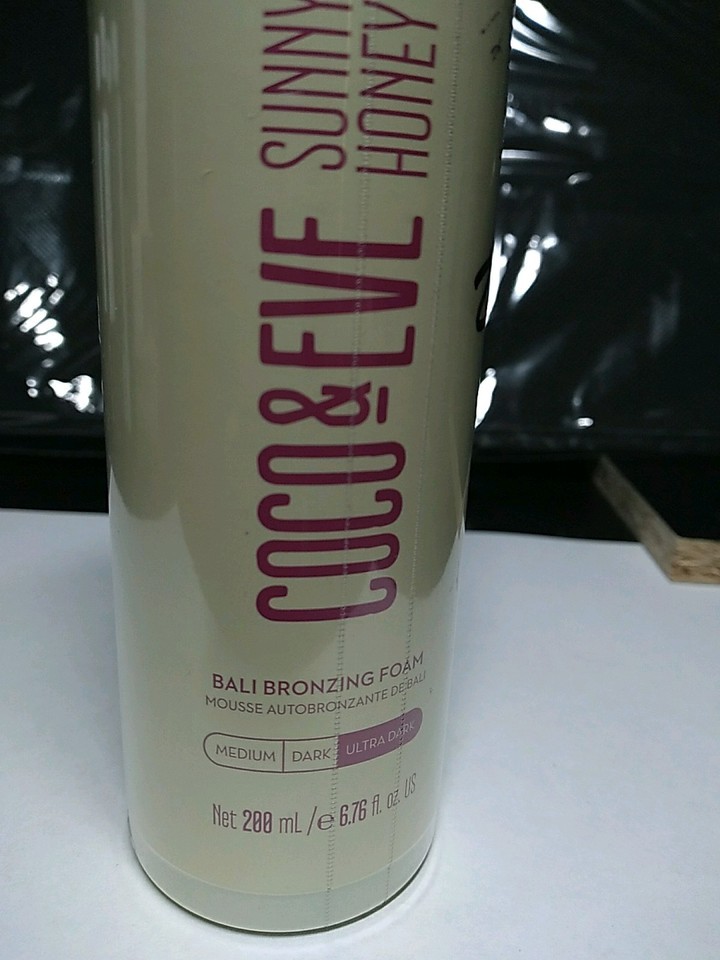 SUNNY
HONEY
COCO & EVE
BALI BRONZING FOAM
MOUSSE AUTOBRONZANTE DE BALI
MEDIUM DARK ULTRA DARK
Net 200 mL /℮ 6.76 fl. oz. US